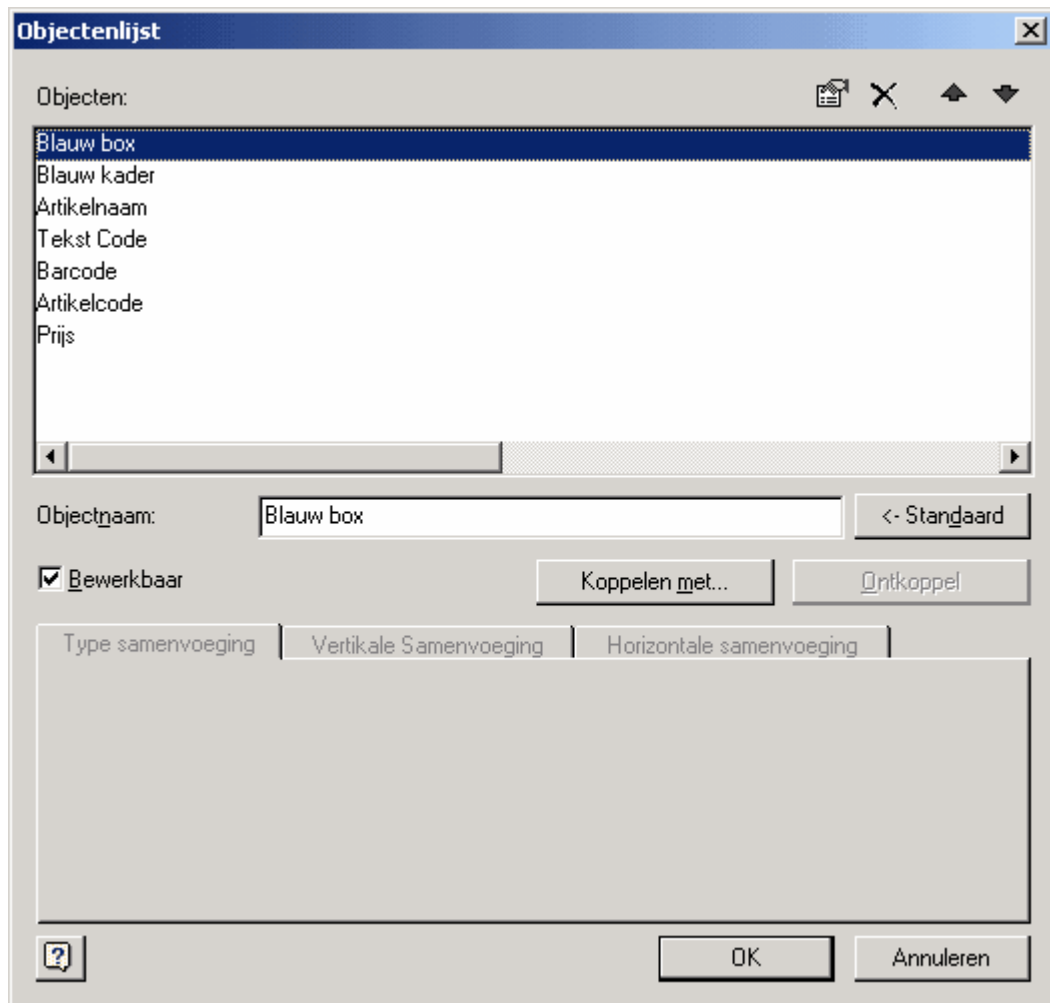 Objectenlijst
Objecten:
Blauw box
Blauw kader
Artikelnaam
Tekst Code
Barcode
Artikelcode
Prijs
Objectnaam: Blauw box <- Standaard
Bewerkbaar Koppelen met... Ontkoppel
Type samenvoeging Vertikale Samenvoeging Horizontale samenvoeging
OK Annuleren